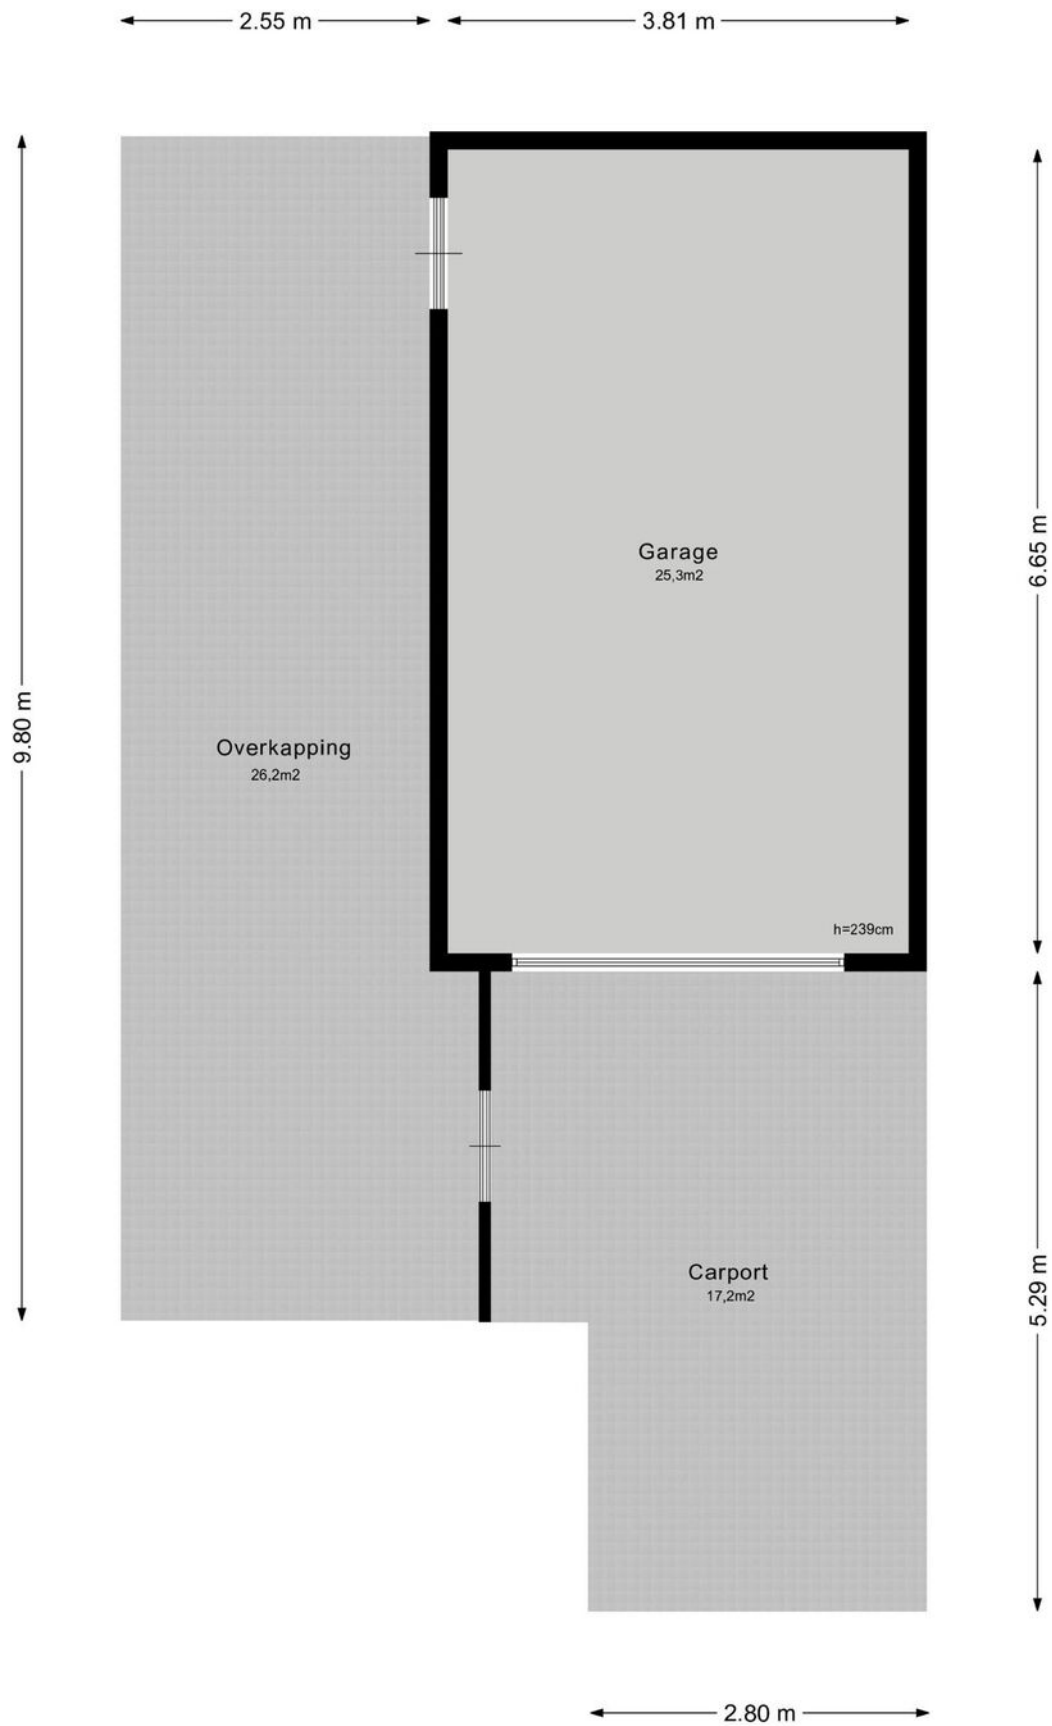 2.55 m
3.81 m
9.80 m
6.65 m
Garage
25,3m2
Overkapping
26,2m2
h=239cm
5.29 m
Carport
17,2m2
2.80 m